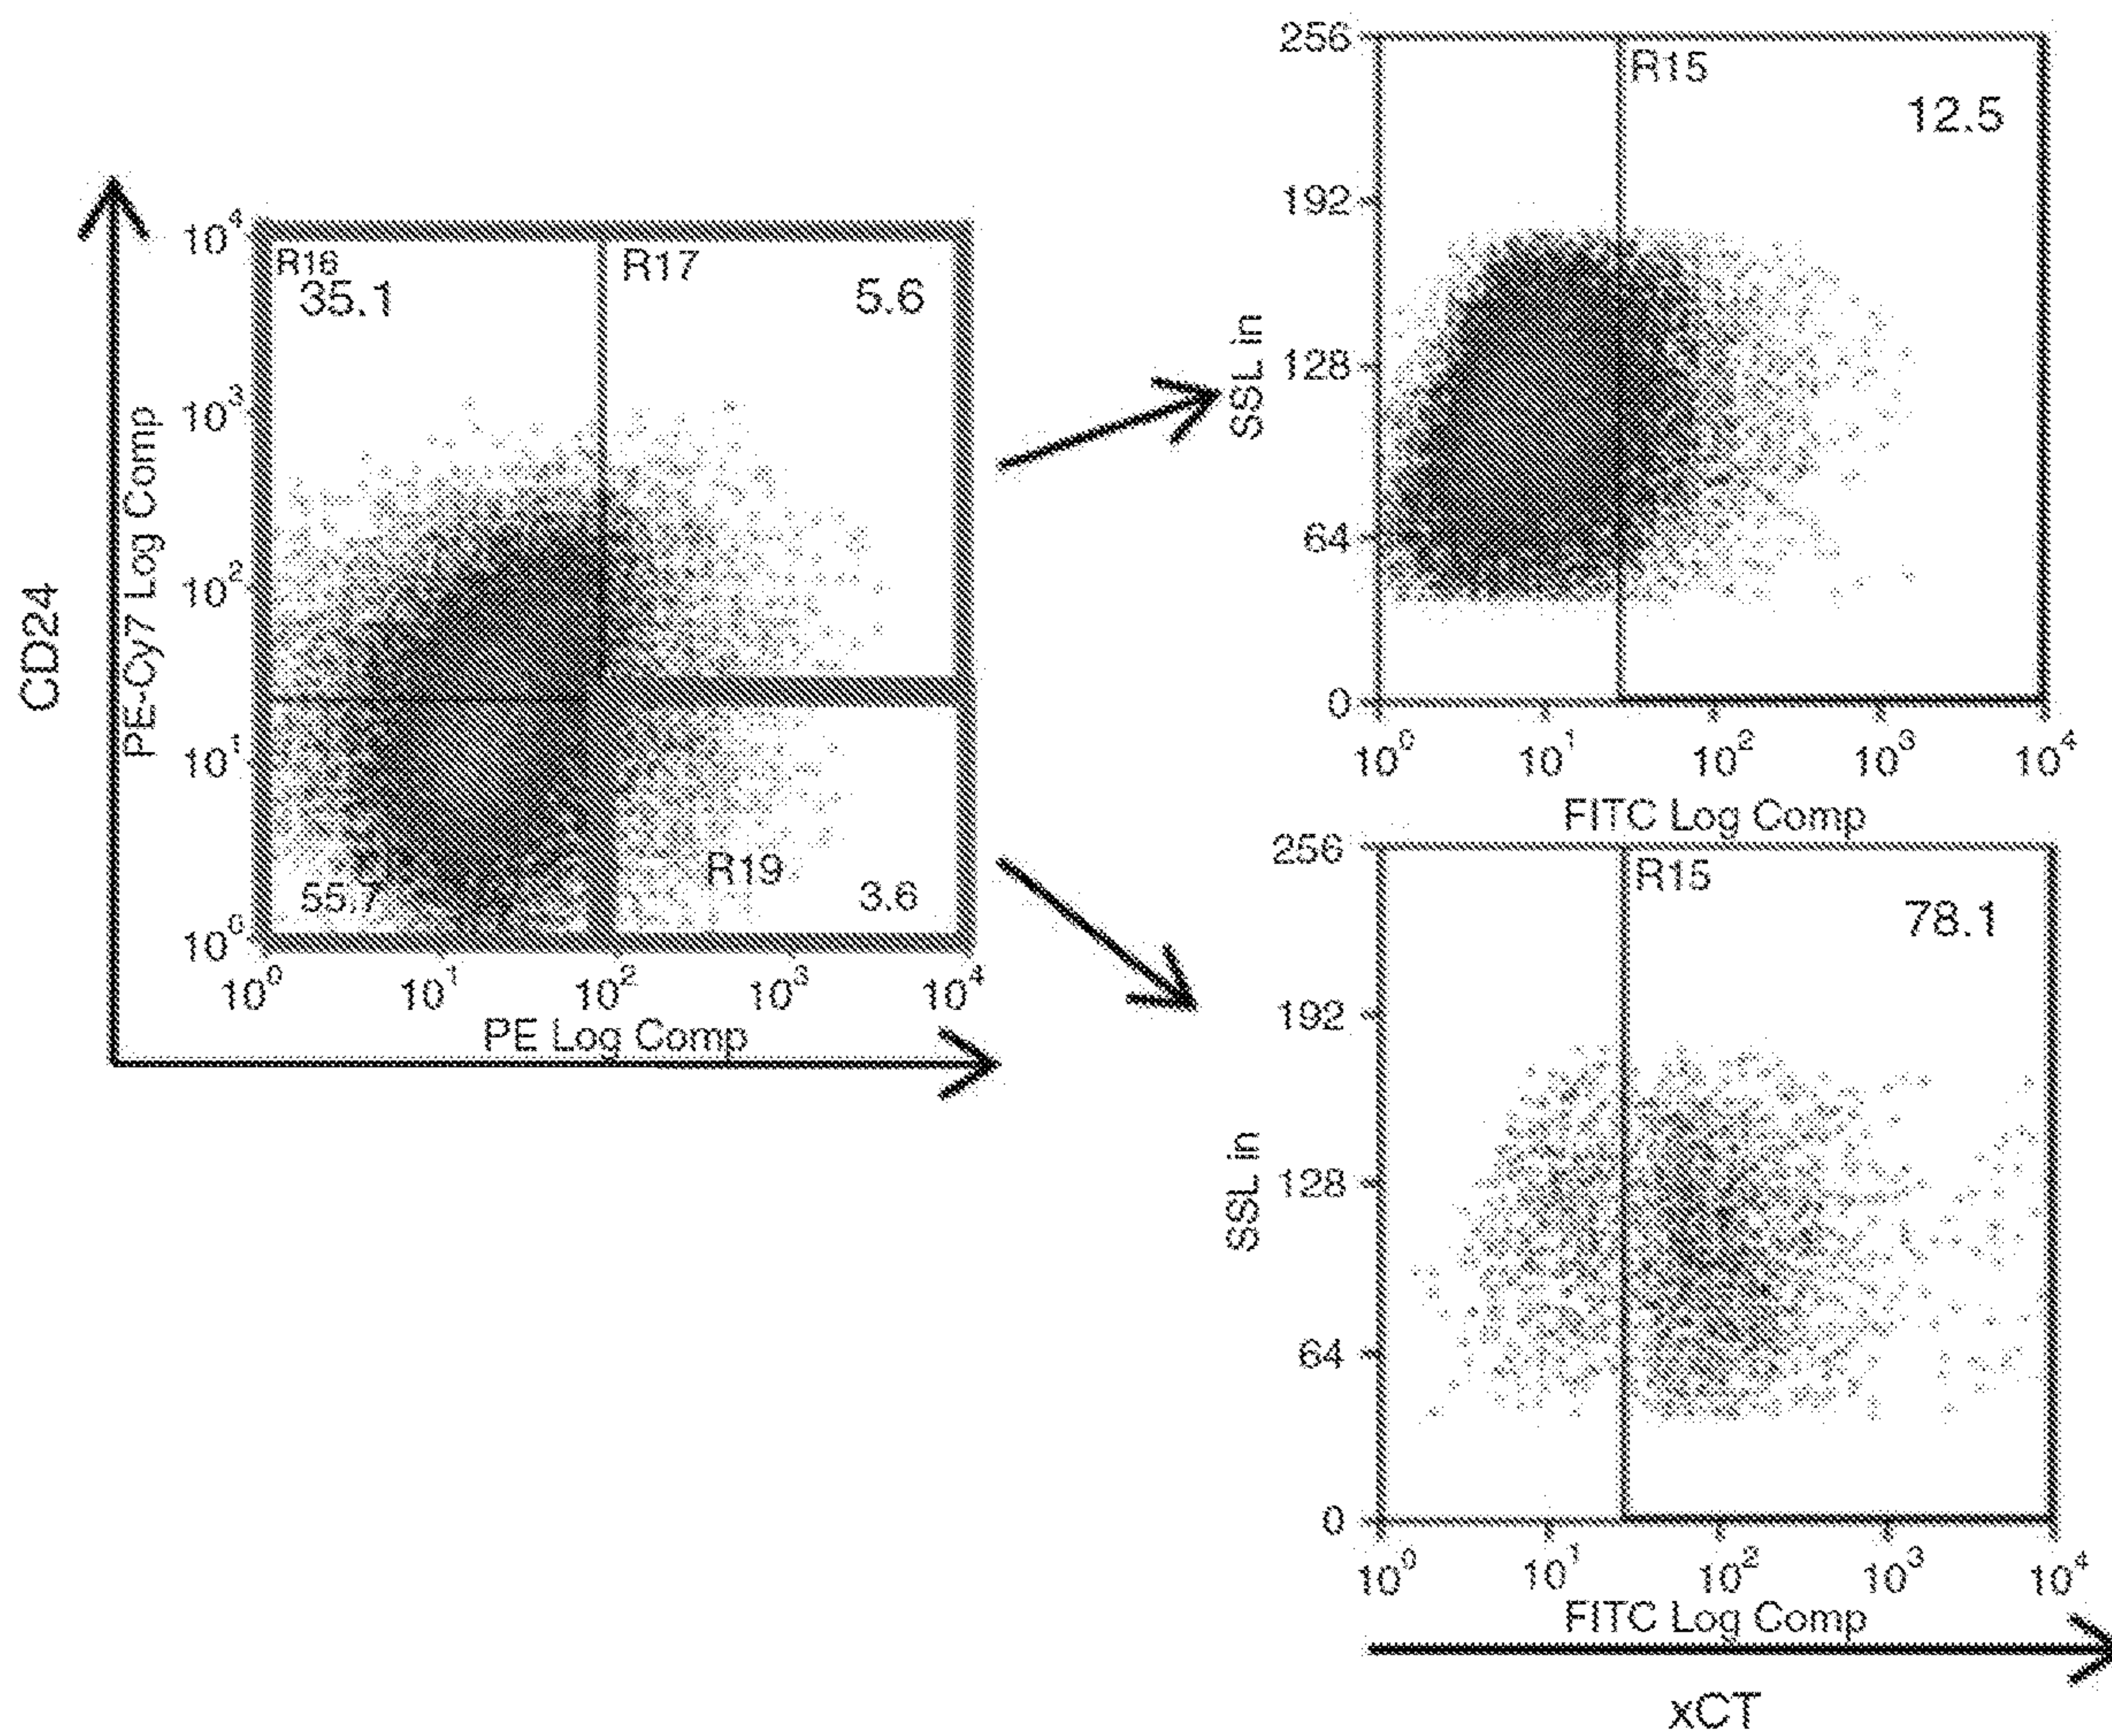 CD24
PE-Cy7 Log Comp
10⁴
10³
10²
10¹
10⁰
R16
35.1
R17
5.6
55.7
R19
3.6
10⁰ 10¹ 10² 10³ 10⁴
PE Log Comp
SSL in
256
192
128
64
0
R15
12.5
10⁰ 10¹ 10² 10³ 10⁴
FITC Log Comp
SSL in
256
192
128
64
0
R15
78.1
10⁰ 10¹ 10² 10³ 10⁴
FITC Log Comp
xCT